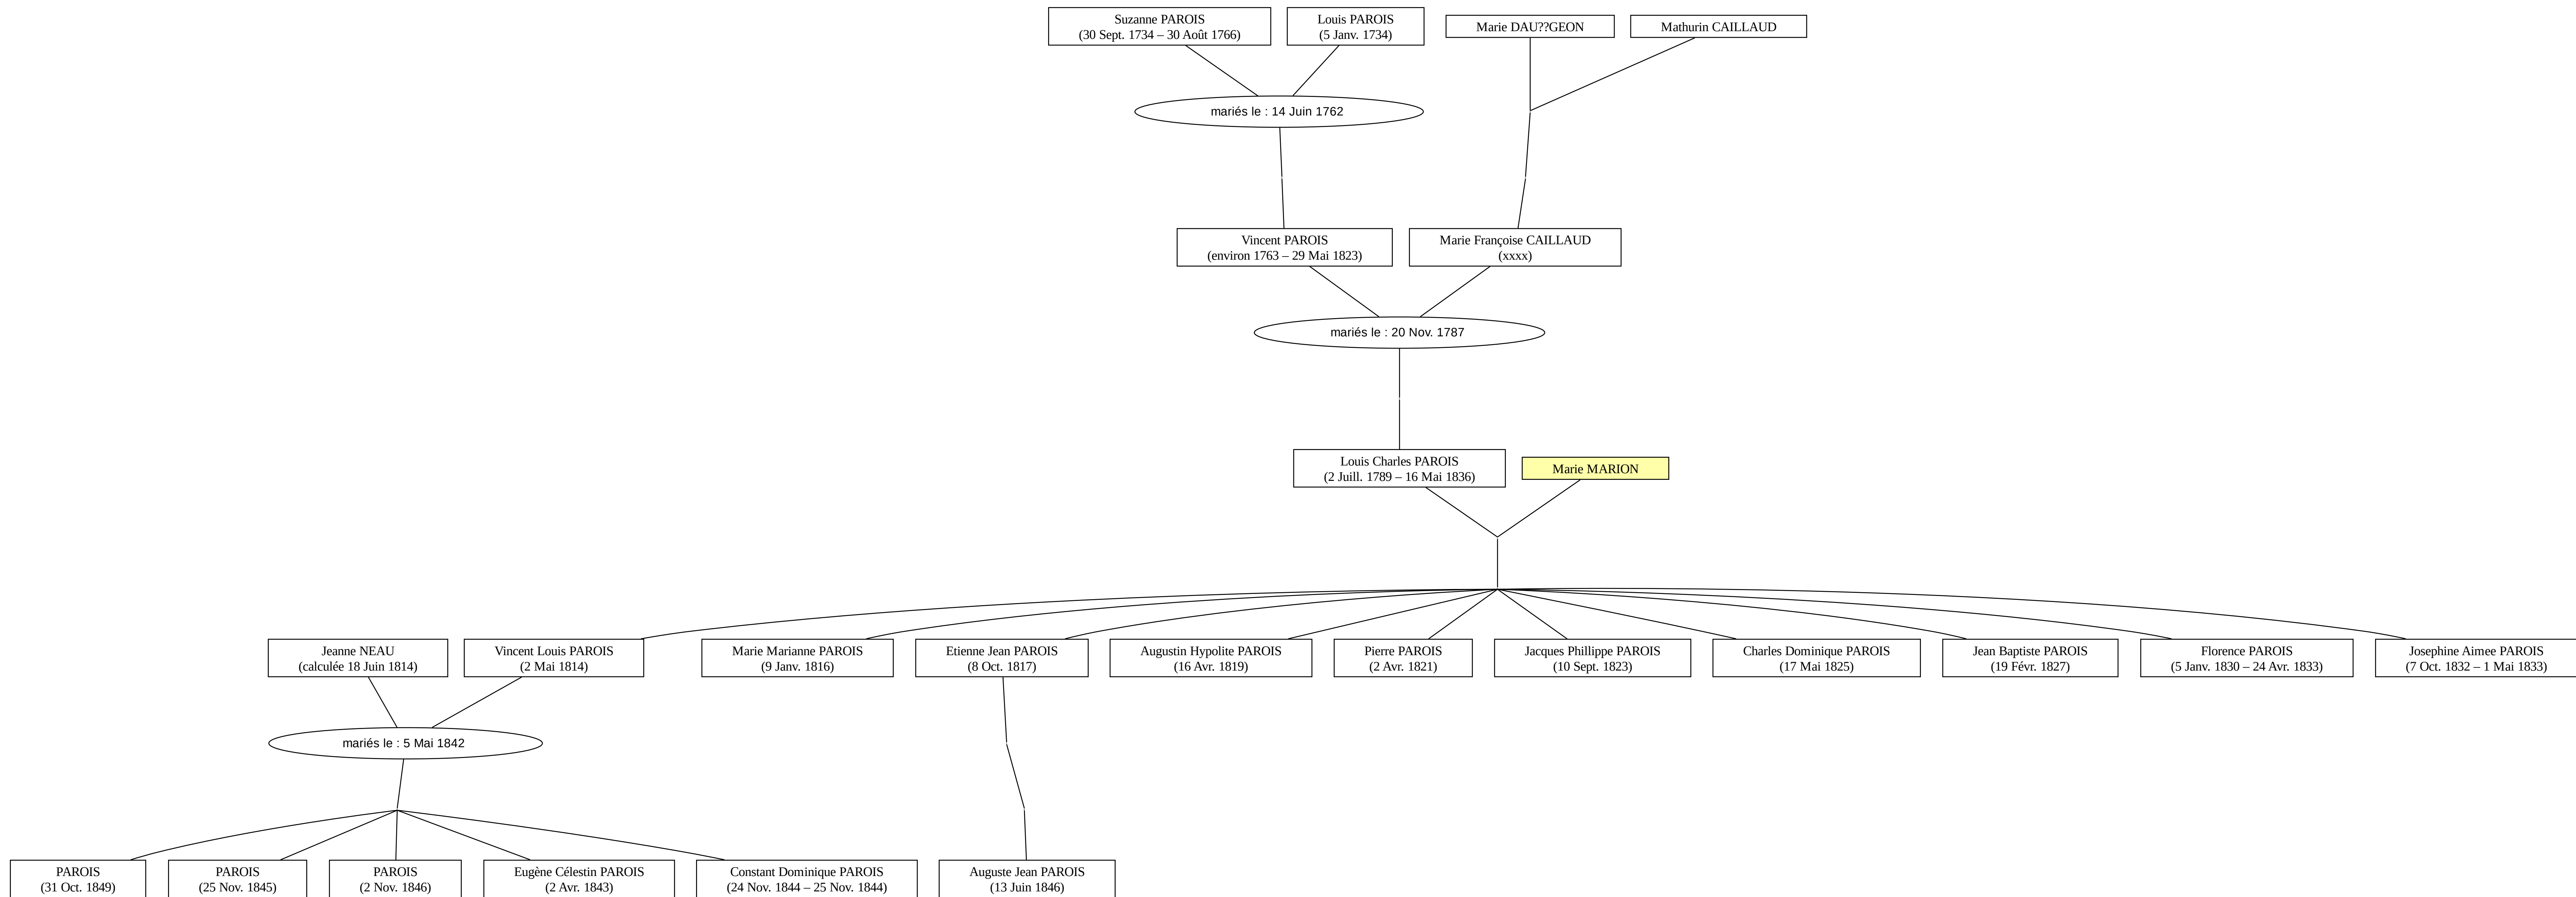 Suzanne PAROIS
(30 Sept. 1734 – 30 Août 1766)
Louis PAROIS
(5 Janv. 1734)
Marie DAU??GEON
Mathurin CAILLAUD
mariés le : 14 Juin 1762
Vincent PAROIS
(environ 1763 – 29 Mai 1823)
Marie Françoise CAILLAUD
(xxxx)
mariés le : 20 Nov. 1787
Louis Charles PAROIS
(2 Juill. 1789 – 16 Mai 1836)
Marie MARION
Jeanne NEAU
(calculée 18 Juin 1814)
Vincent Louis PAROIS
(2 Mai 1814)
Marie Marianne PAROIS
(9 Janv. 1816)
Etienne Jean PAROIS
(8 Oct. 1817)
Augustin Hypolite PAROIS
(16 Avr. 1819)
Pierre PAROIS
(2 Avr. 1821)
Jacques Phillippe PAROIS
(10 Sept. 1823)
Charles Dominique PAROIS
(17 Mai 1825)
Jean Baptiste PAROIS
(19 Févr. 1827)
Florence PAROIS
(5 Janv. 1830 – 24 Avr. 1833)
Josephine Aimee PAROIS
(7 Oct. 1832 – 1 Mai 1833)
mariés le : 5 Mai 1842
PAROIS
(31 Oct. 1849)
PAROIS
(25 Nov. 1845)
PAROIS
(2 Nov. 1846)
Eugène Célestin PAROIS
(2 Avr. 1843)
Constant Dominique PAROIS
(24 Nov. 1844 – 25 Nov. 1844)
Auguste Jean PAROIS
(13 Juin 1846)